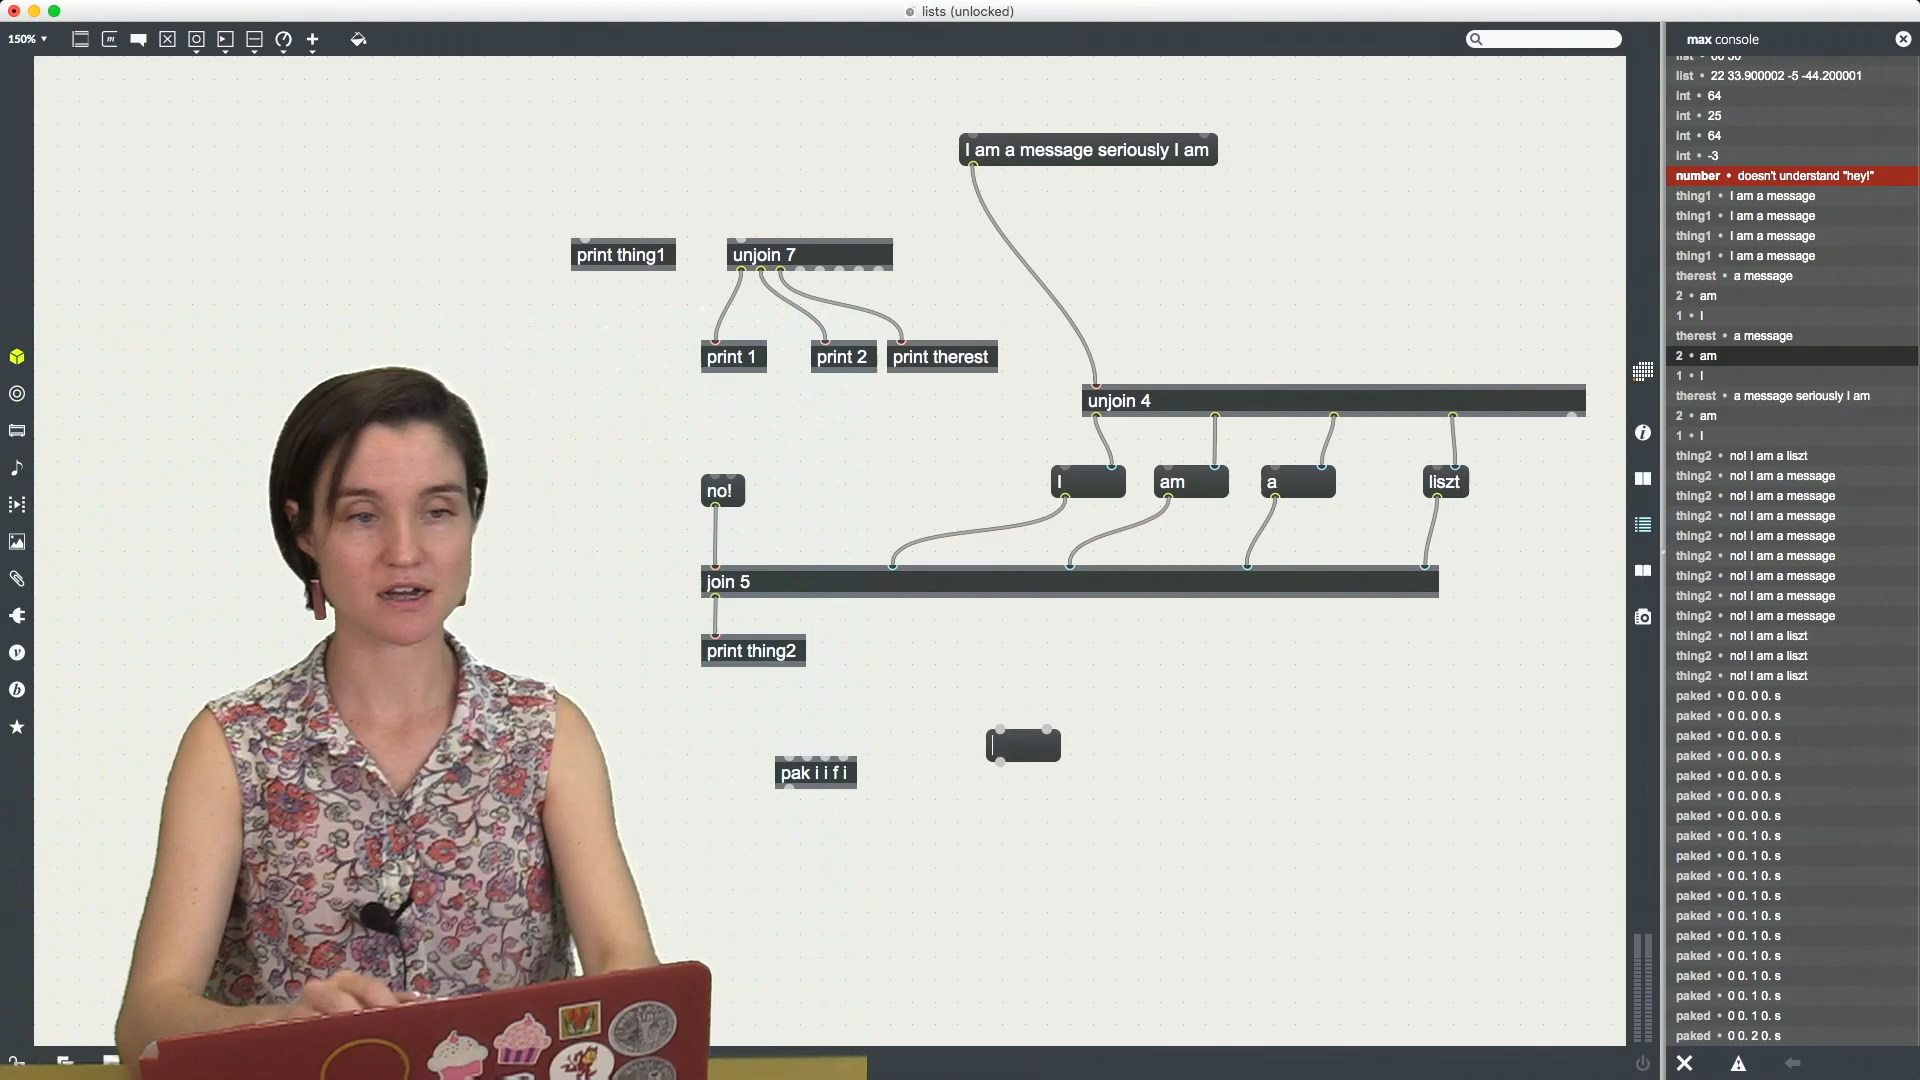 lists (unlocked)
150%
max console
I am a message seriously I am
print thing1
unjoin 7
print 1
print 2
print therest
unjoin 4
no!
I
am
a
liszt
join 5
print thing2
pak i i f i
list • 22 33.900002 -5 -44.200001
int • 64
int • 25
int • 64
int • -3
number • doesn't understand "hey!"
thing1 • I am a message
thing1 • I am a message
thing1 • I am a message
thing1 • I am a message
therest • a message
2 • am
1 • I
therest • a message
2 • am
1 • I
therest • a message seriously I am
2 • am
1 • I
thing2 • no! I am a liszt
thing2 • no! I am a message
thing2 • no! I am a message
thing2 • no! I am a message
thing2 • no! I am a message
thing2 • no! I am a message
thing2 • no! I am a message
thing2 • no! I am a message
thing2 • no! I am a message
thing2 • no! I am a liszt
thing2 • no! I am a liszt
thing2 • no! I am a liszt
paked • 0 0. 0 0. s
paked • 0 0. 0 0. s
paked • 0 0. 0 0. s
paked • 0 0. 0 0. s
paked • 0 0. 0 0. s
paked • 0 0. 0 0. s
paked • 0 0. 0 0. s
paked • 0 0. 1 0. s
paked • 0 0. 1 0. s
paked • 0 0. 1 0. s
paked • 0 0. 1 0. s
paked • 0 0. 1 0. s
paked • 0 0. 1 0. s
paked • 0 0. 1 0. s
paked • 0 0. 1 0. s
paked • 0 0. 1 0. s
paked • 0 0. 1 0. s
paked • 0 0. 2 0. s